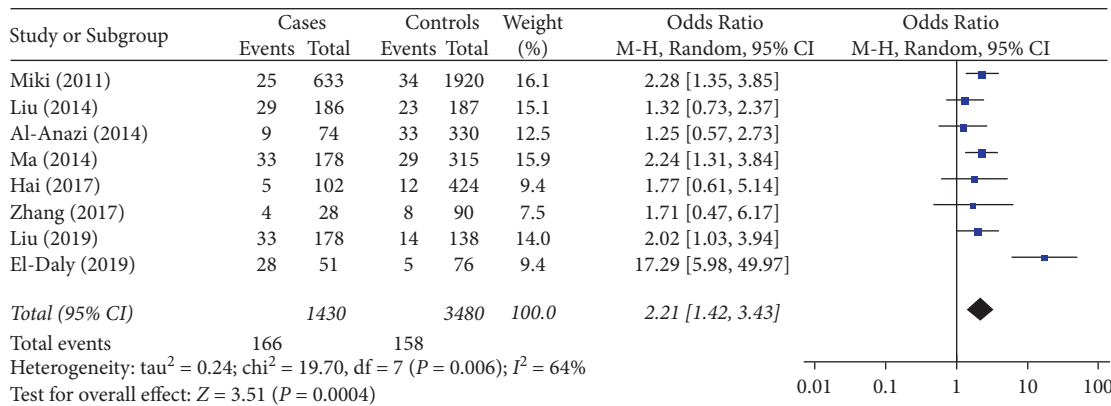 Study or Subgroup Cases Controls Weight Odds Ratio Odds Ratio
Events Total Events Total (%) M-H, Random, 95% CI M-H, Random, 95% CI
Miki (2011) 25 633 34 1920 16.1 2.28 [1.35, 3.85]
Liu (2014) 29 186 23 187 15.1 1.32 [0.73, 2.37]
Al-Anazi (2014) 9 74 33 330 12.5 1.25 [0.57, 2.73]
Ma (2014) 33 178 29 315 15.9 2.24 [1.31, 3.84]
Hai (2017) 5 102 12 424 9.4 1.77 [0.61, 5.14]
Zhang (2017) 4 28 8 90 7.5 1.71 [0.47, 6.17]
Liu (2019) 33 178 14 138 14.0 2.02 [1.03, 3.94]
El-Daly (2019) 28 51 5 76 9.4 17.29 [5.98, 49.97]
Total (95% CI) 1430 3480 100.0 2.21 [1.42, 3.43]
Total events 166 158
Heterogeneity: tau² = 0.24; chi² = 19.70, df = 7 (P = 0.006); I² = 64%
Test for overall effect: Z = 3.51 (P = 0.0004)
0.01 0.1 1 10 100